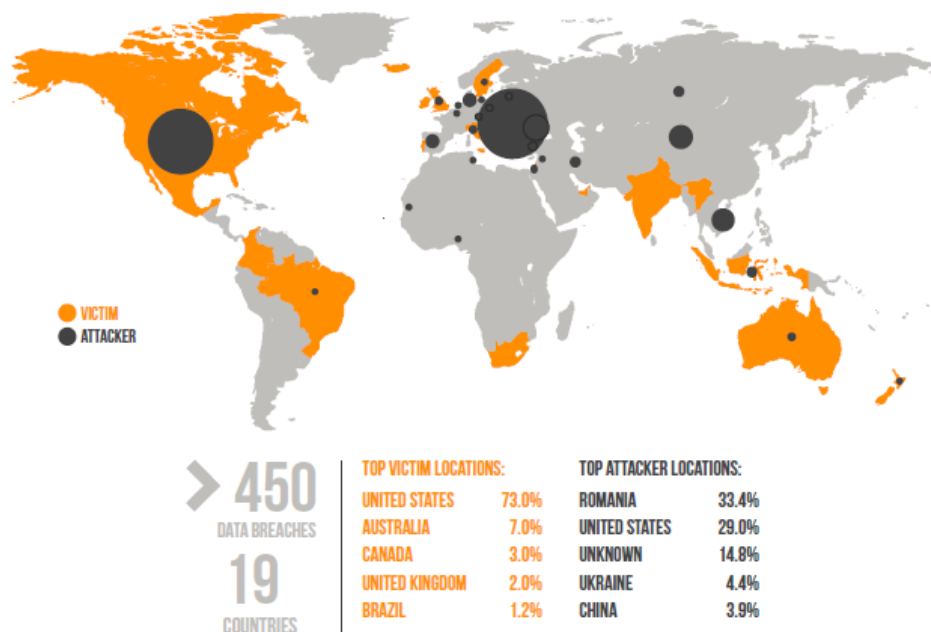 VICTIM
ATTACKER
> 450
DATA BREACHES
19
COUNTRIES
TOP VICTIM LOCATIONS:
UNITED STATES 73.0%
AUSTRALIA 7.0%
CANADA 3.0%
UNITED KINGDOM 2.0%
BRAZIL 1.2%
TOP ATTACKER LOCATIONS:
ROMANIA 33.4%
UNITED STATES 29.0%
UNKNOWN 14.8%
UKRAINE 4.4%
CHINA 3.9%